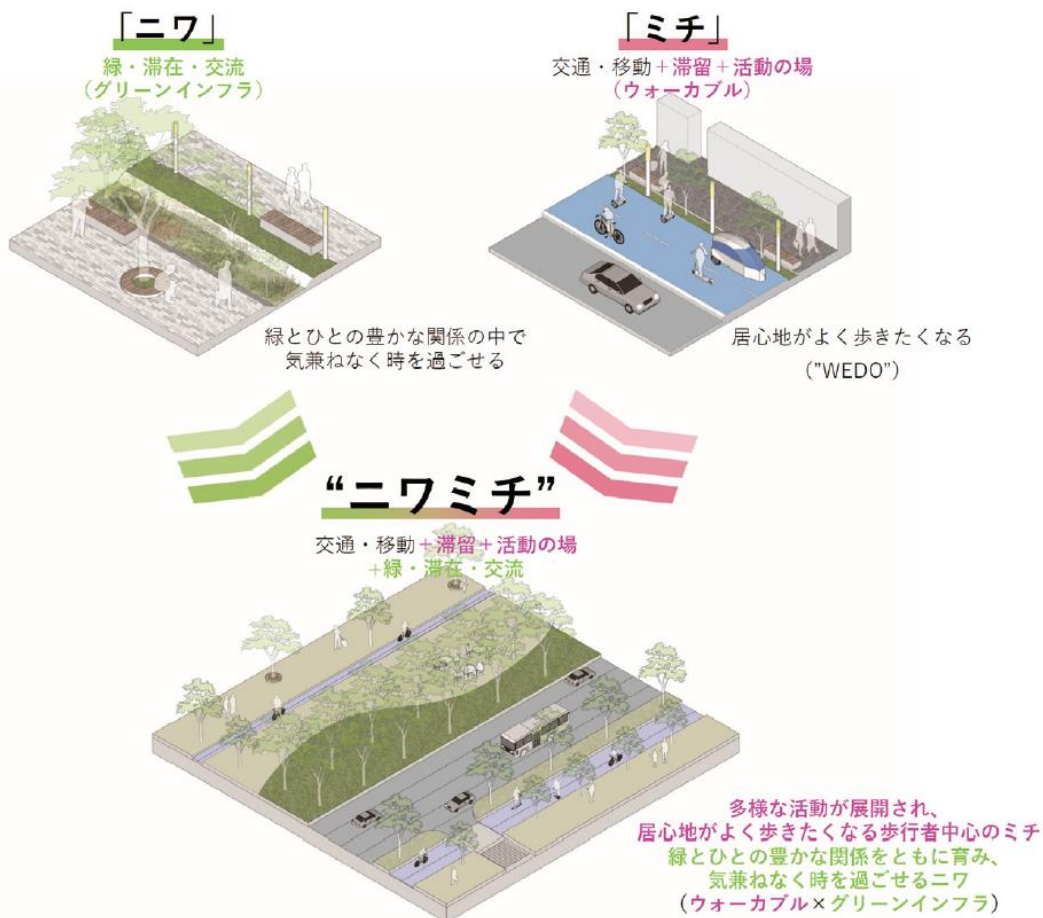 「ニワ」
緑・滞在・交流
(グリーンインフラ)
緑とひとの豊かな関係の中で
気兼ねなく時を過ごせる
「ミチ」
交通・移動+滞留+活動の場
(ウォーカブル)
居心地がよく歩きたくなる
("WEDO")
“ニワミチ”
交通・移動+滞留+活動の場
+緑・滞在・交流
多様な活動が展開され、
居心地がよく歩きたくなる歩行者中心のミチ
緑とひとの豊かな関係をともに育み、
気兼ねなく時を過ごせるニワ
(ウォーカブル×グリーンインフラ)